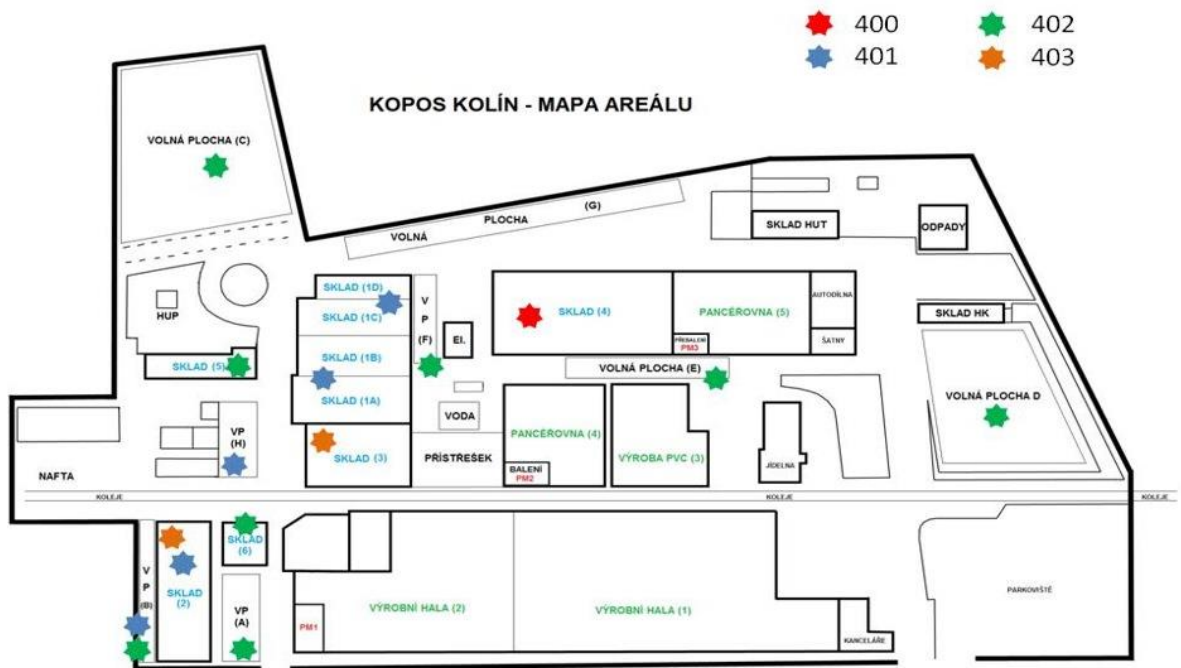 400
402
401
403
KOPOS KOLÍN - MAPA AREÁLU
VOLNÁ PLOCHA (C)
VOLNÁ PLOCHA (G)
SKLAD HUT
ODPADY
HUP
SKLAD (1D)
SKLAD (1C)
SKLAD (1B)
SKLAD (1A)
V
P
(F)
El.
SKLAD (4)
PANCÉŘOVNA (5)
PŘEBALENÍ
PM3
AUTODÍLNA
ŠATNY
SKLAD HK
SKLAD (5)
VOLNÁ PLOCHA (E)
VOLNÁ PLOCHA D
VP
(H)
VODA
PANCÉŘOVNA (4)
BALENÍ
PM2
VÝROBA PVC (3)
JÍDELNA
SKLAD (3)
PŘÍSTŘEŠEK
NAFTA
KOLEJE
KOLEJE
KOLEJE
V
P
(B)
SKLAD
(2)
SKLAD
(6)
VP
(A)
PM1
VÝROBNÍ HALA (2)
VÝROBNÍ HALA (1)
KANCELÁŘE
PARKOVIŠTĚ